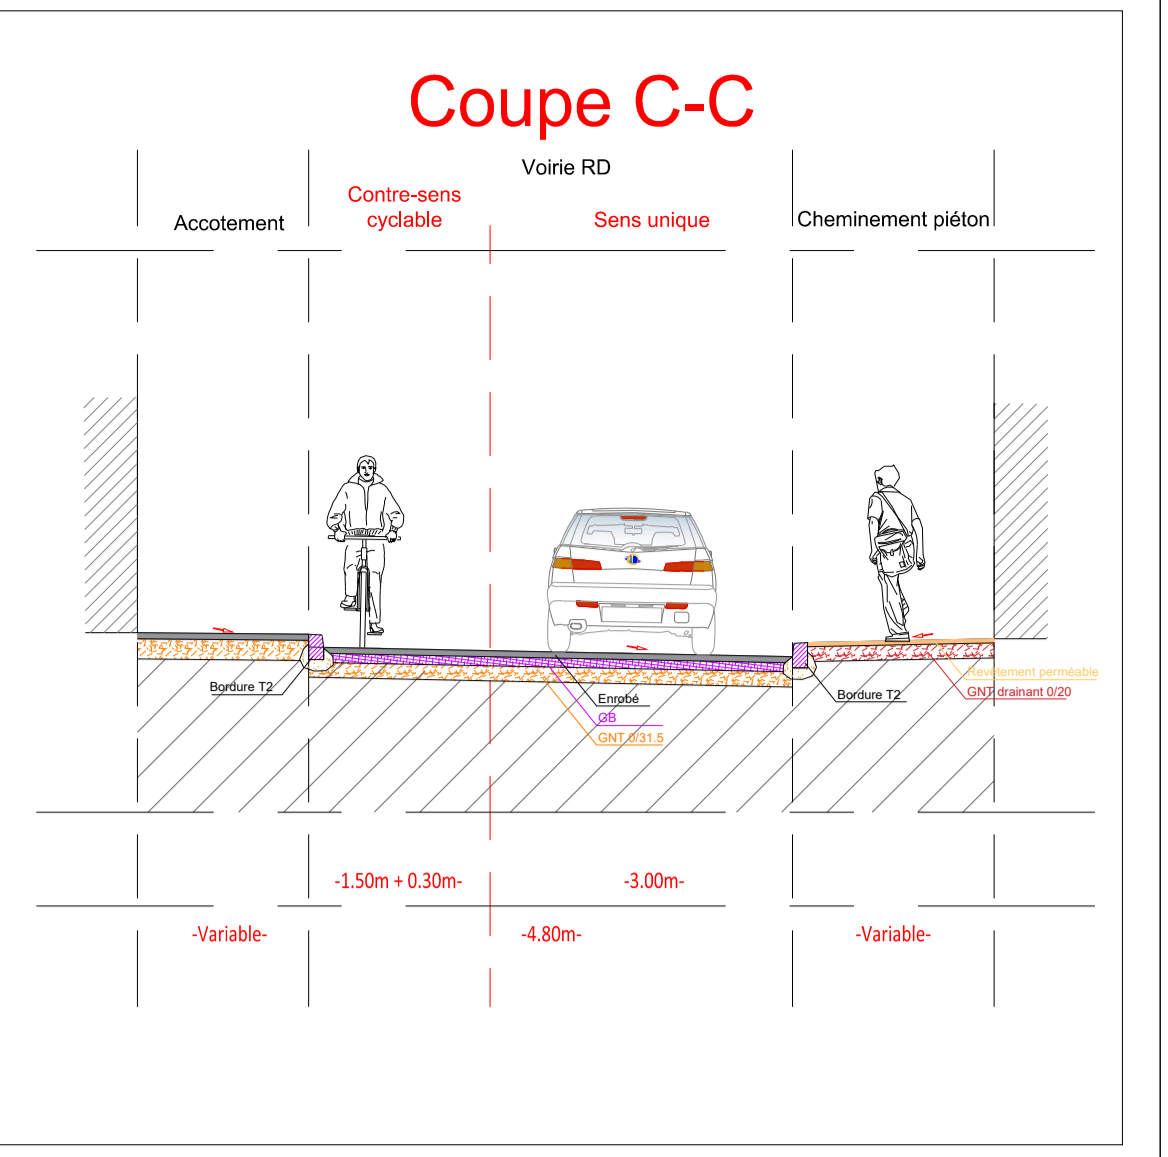 Coupe C-C
Voirie RD
Contre-sens
cyclable
Accotement
Sens unique
Cheminement piéton
Bordure T2
Enrobé
GB
GNT 0/31.5
Bordure T2
Revêtement perméable
GNT drainant 0/20
-1.50m + 0.30m-
-3.00m-
-Variable-
-4.80m-
-Variable-